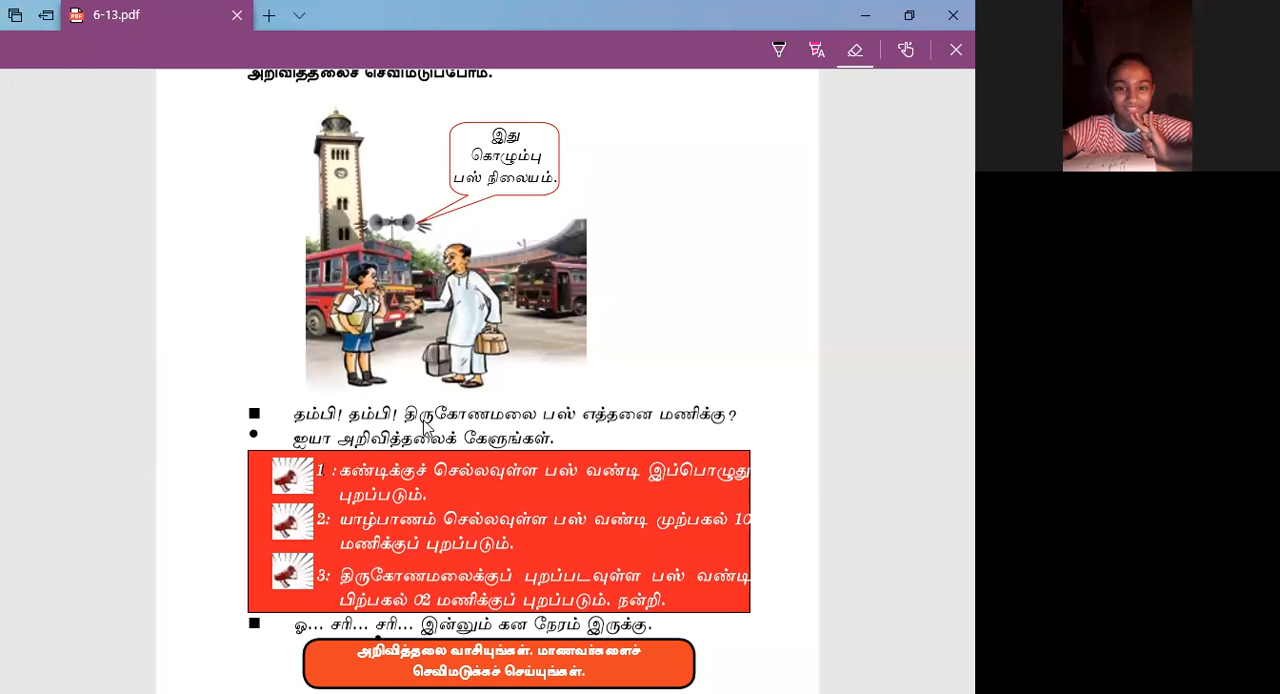 6-13.pdf
அறிவித்தலைச் செவிமடுப்போம்.
இது
கொழும்பு
பஸ் நிலையம்.
தம்பி! தம்பி! திருகோணமலை பஸ் எத்தனை மணிக்கு?
ஐயா அறிவித்தலைக் கேளுங்கள்.
1 : கண்டிக்குச் செல்லவுள்ள பஸ் வண்டி இப்பொழுது
புறப்படும்.
2: யாழ்பாணம் செல்லவுள்ள பஸ் வண்டி முற்பகல் 10
மணிக்குப் புறப்படும்.
3: திருகோணமலைக்குப் புறப்படவுள்ள பஸ் வண்டி
பிற்பகல் 02 மணிக்குப் புறப்படும். நன்றி.
ஓ... சரி... சரி... இன்னும் கன நேரம் இருக்கு.
அறிவித்தலை வாசியுங்கள். மாணவர்களைச்
செவிமடுக்கச் செய்யுங்கள்.